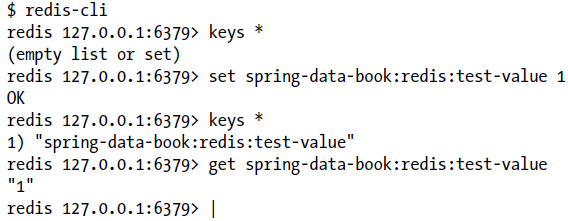 $ redis-cli
redis 127.0.0.1:6379> keys *
(empty list or set)
redis 127.0.0.1:6379> set spring-data-book:redis:test-value 1
OK
redis 127.0.0.1:6379> keys *
1) "spring-data-book:redis:test-value"
redis 127.0.0.1:6379> get spring-data-book:redis:test-value
"1"
redis 127.0.0.1:6379> |